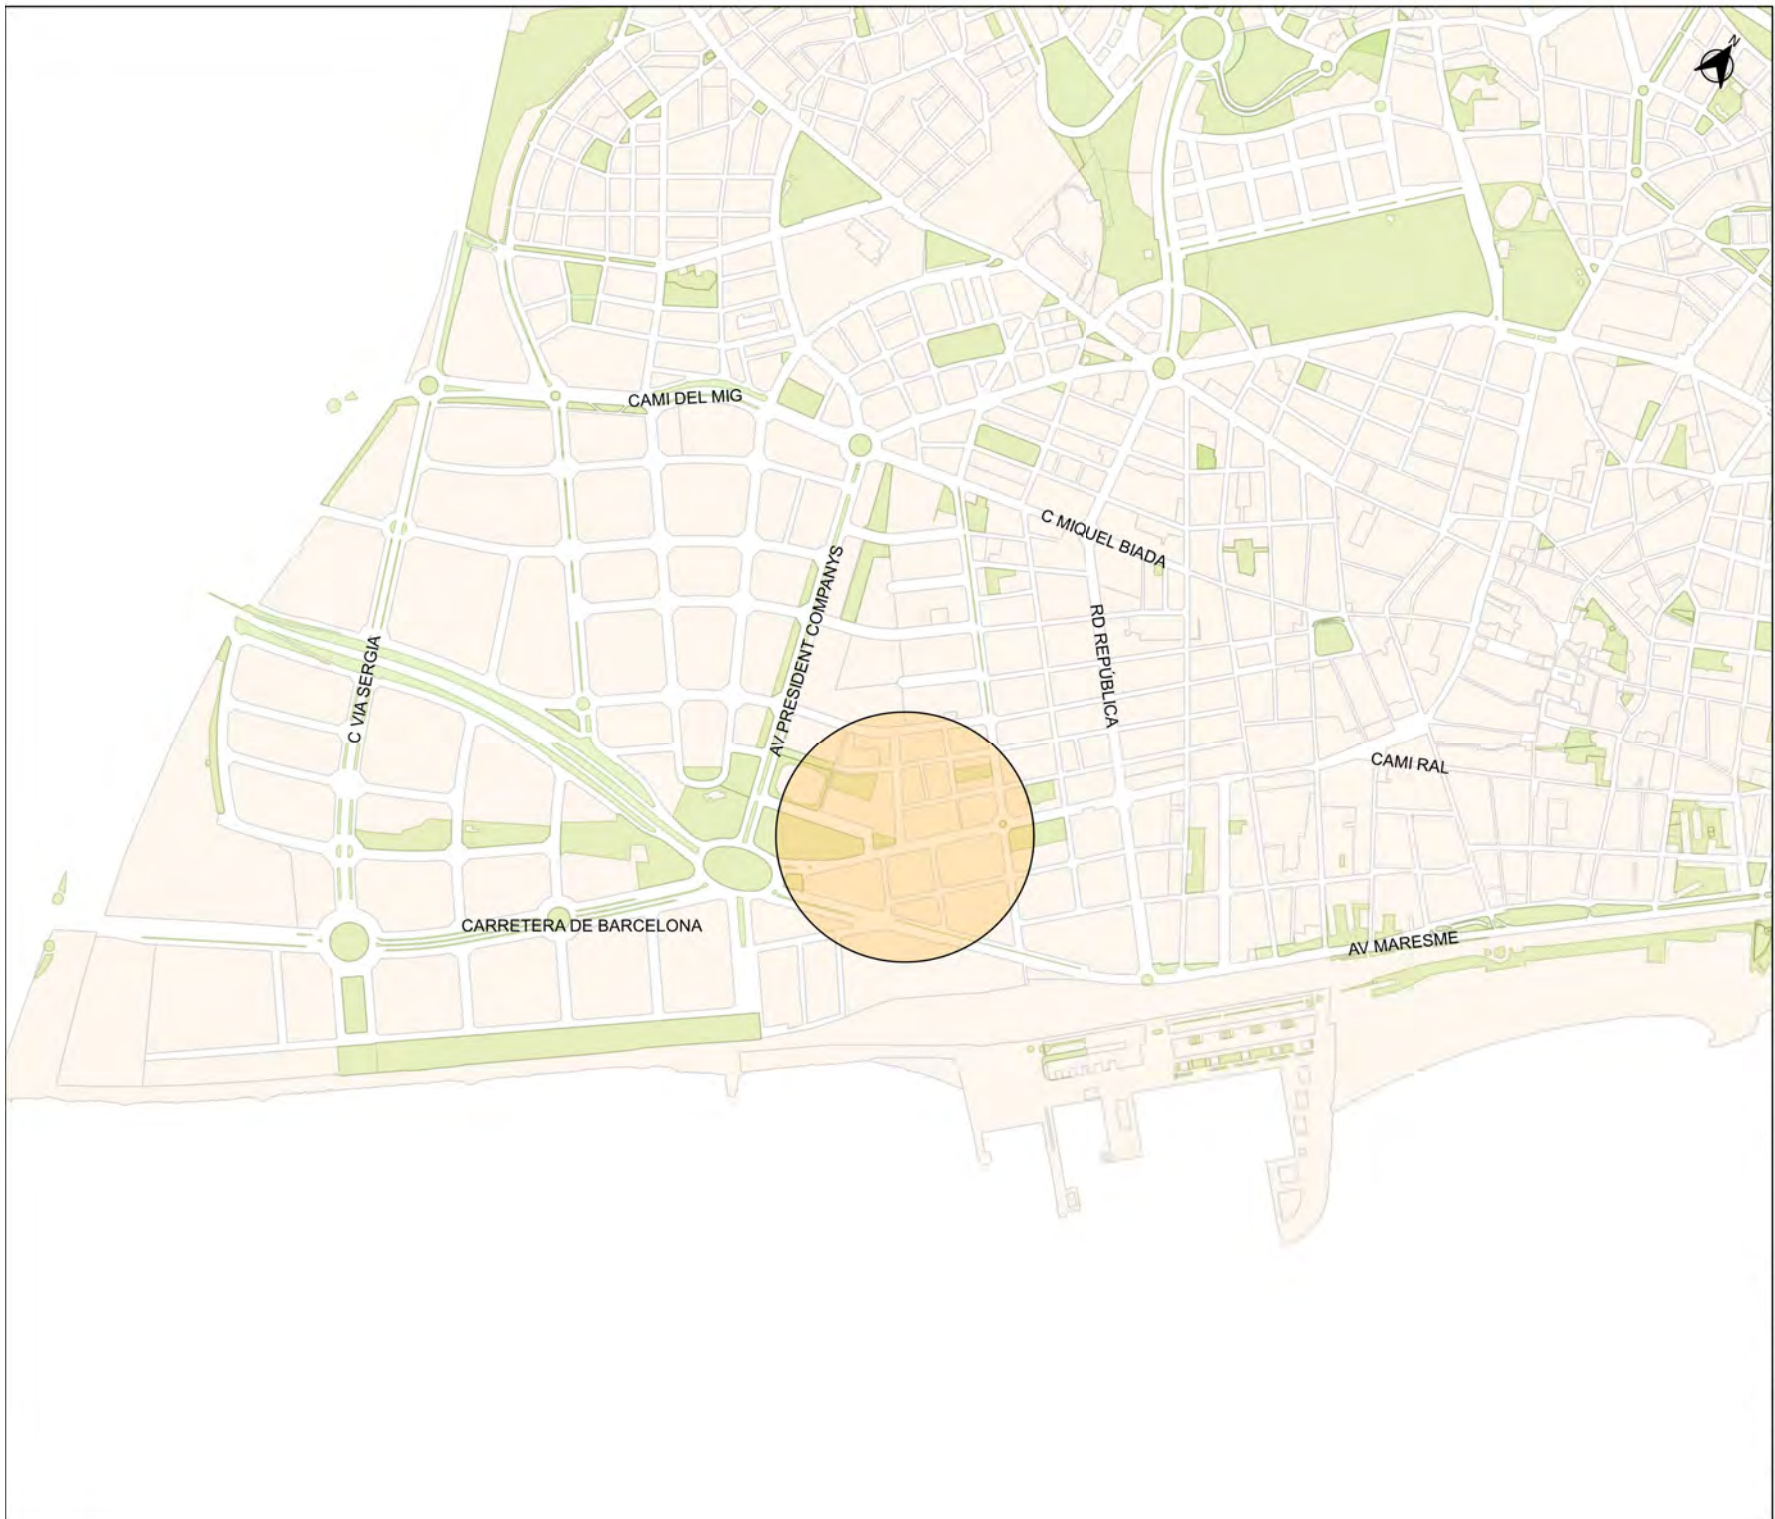 N
CAMI DEL MIG
C MIQUEL BIADA
AV PRESIDENT COMPANYS
RD REPÚBLICA
C VIA SERGIA
CAMI RAL
CARRETERA DE BARCELONA
AV MARESME